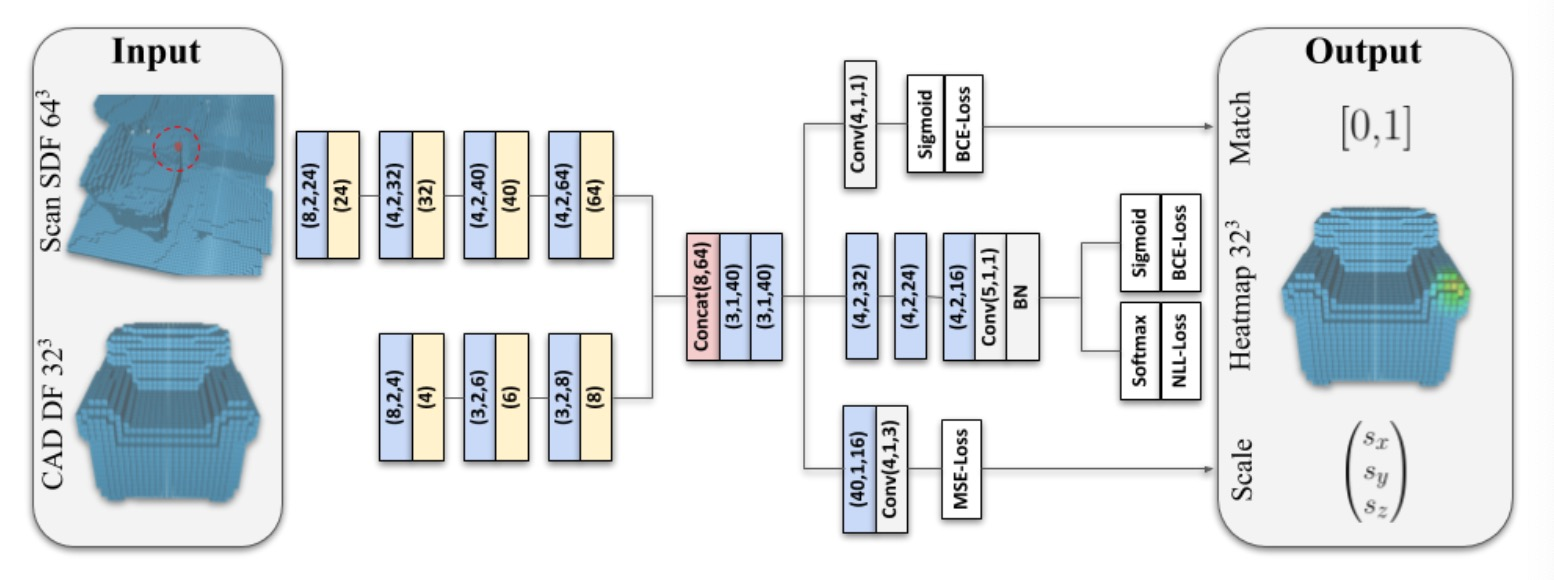 Input
Scan SDF 64³
CAD DF 32³
(8,2,24)
(24)
(4,2,32)
(32)
(4,2,40)
(40)
(4,2,64)
(64)
(8,2,4)
(4)
(3,2,6)
(6)
(3,2,8)
(8)
Concat(8,64)
(3,1,40)
(3,1,40)
Conv(4,1,1)
Sigmoid
BCE-Loss
(4,2,32)
(4,2,24)
(4,2,16)
Conv(5,1,1)
BN
Sigmoid
BCE-Loss
Softmax
NLL-Loss
(40,1,16)
Conv(4,1,3)
MSE-Loss
Output
Match
[0,1]
Heatmap 32³
Scale
s_x
s_y
s_z